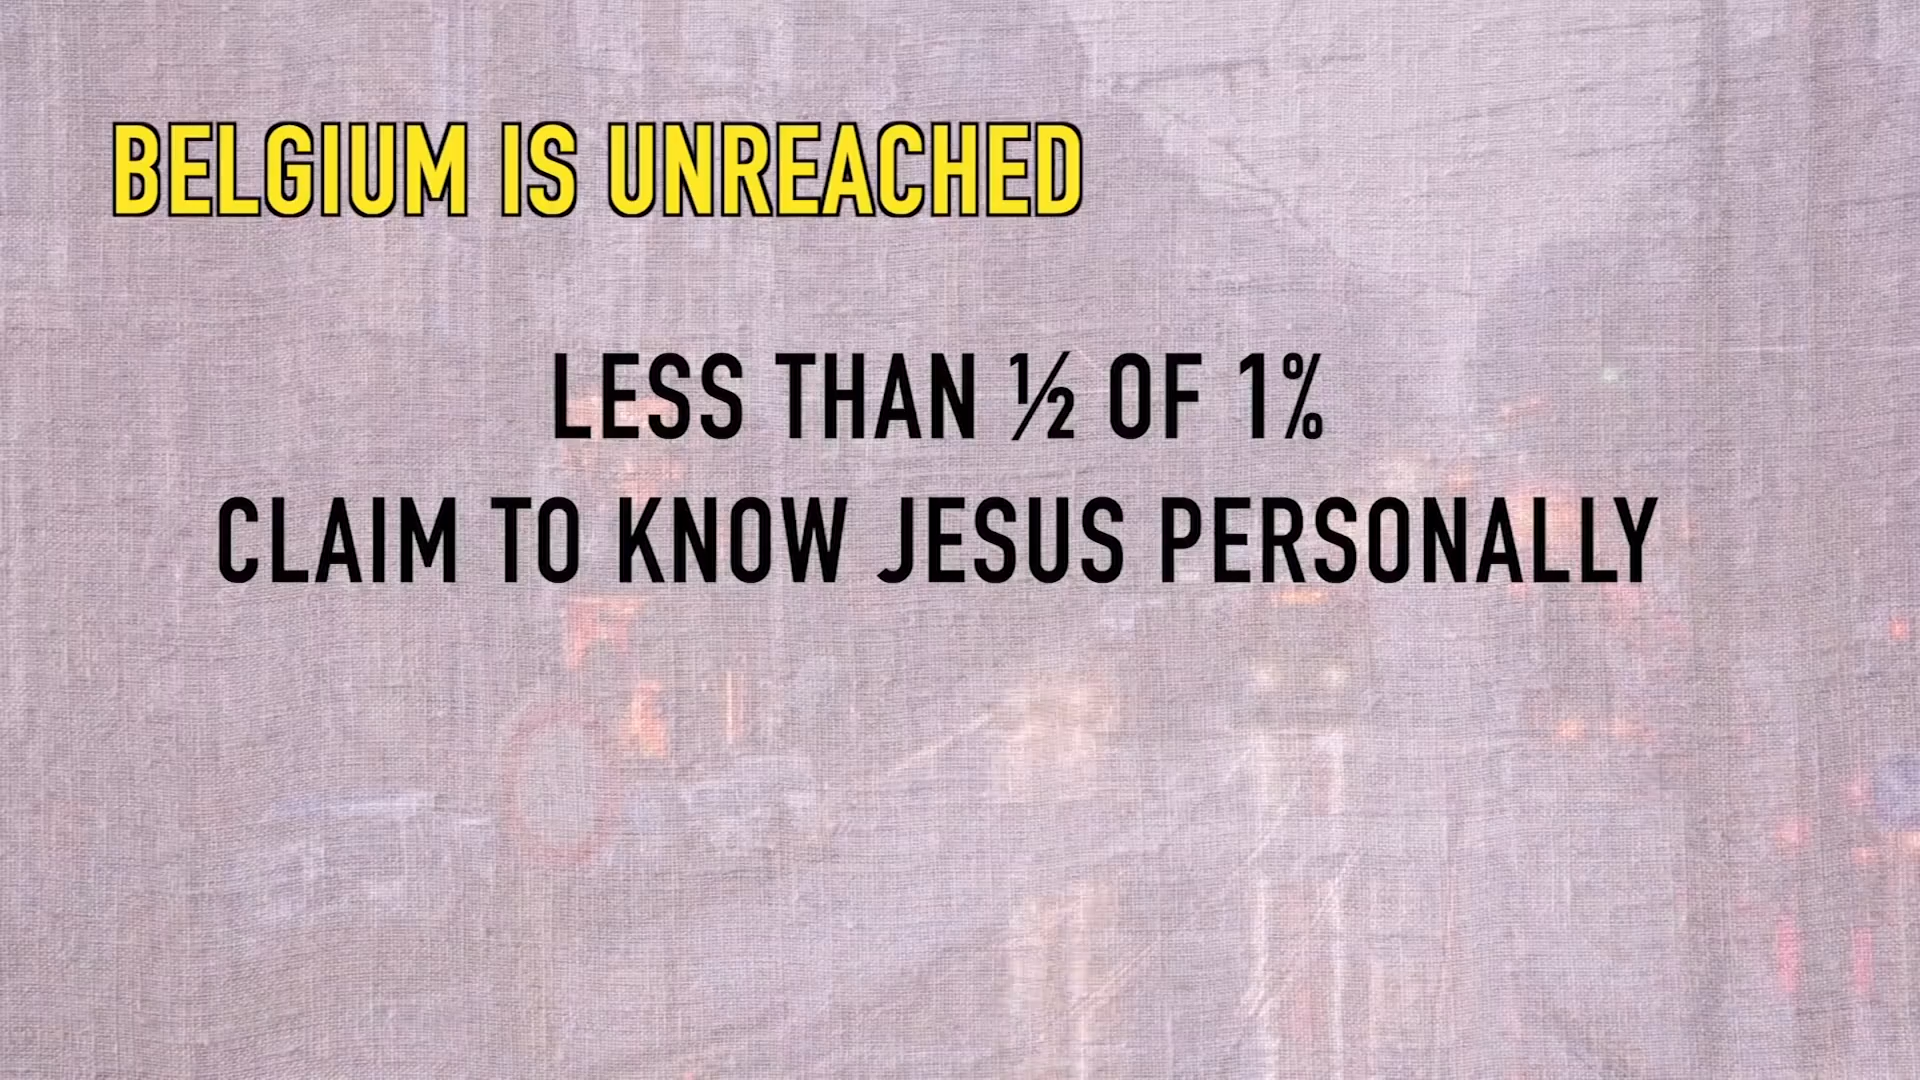 BELGIUM IS UNREACHED
LESS THAN ½ OF 1%
CLAIM TO KNOW JESUS PERSONALLY